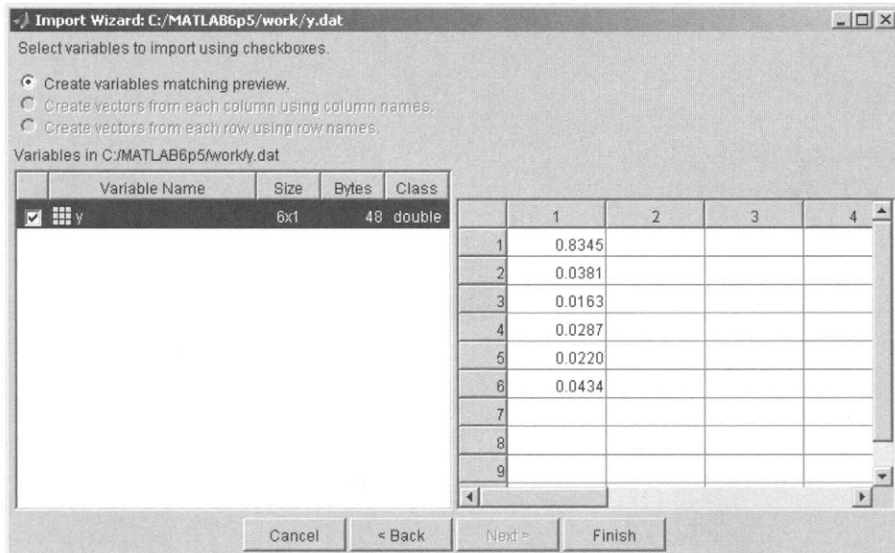 Import Wizard: C:/MATLAB6p5/work/y.dat
Select variables to import using checkboxes.
Create variables matching preview.
Create vectors from each column using column names.
Create vectors from each row using row names.
Variables in C:/MATLAB6p5/work/y.dat
Variable Name Size Bytes Class
y 6x1 48 double
1 2 3 4
1 0.8345
2 0.0381
3 0.0163
4 0.0287
5 0.0220
6 0.0434
7
8
9
Cancel < Back Next > Finish